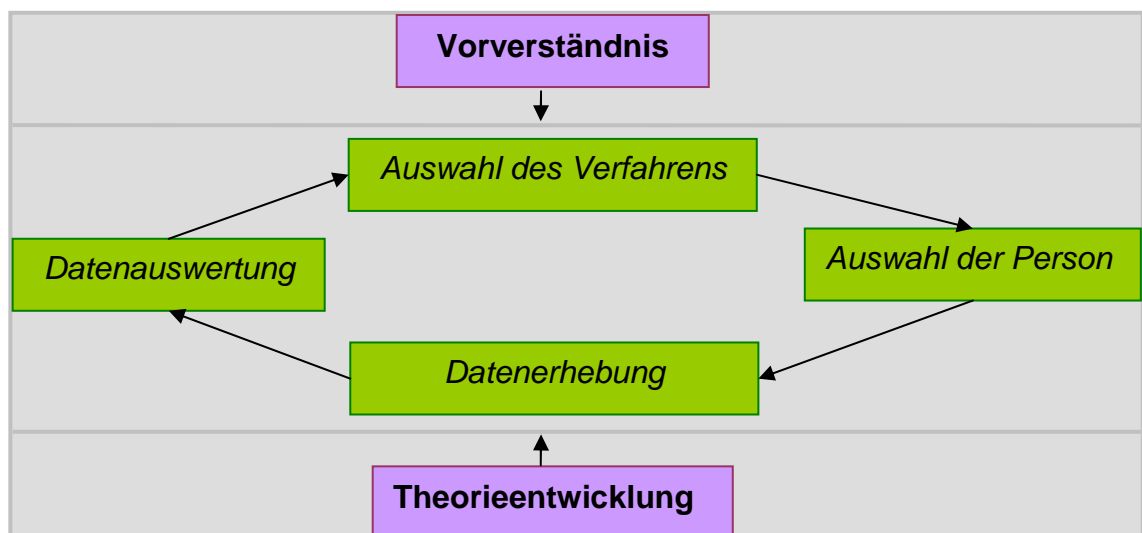 Vorverständnis
Auswahl des Verfahrens
Datenauswertung
Auswahl der Person
Datenerhebung
Theorieentwicklung